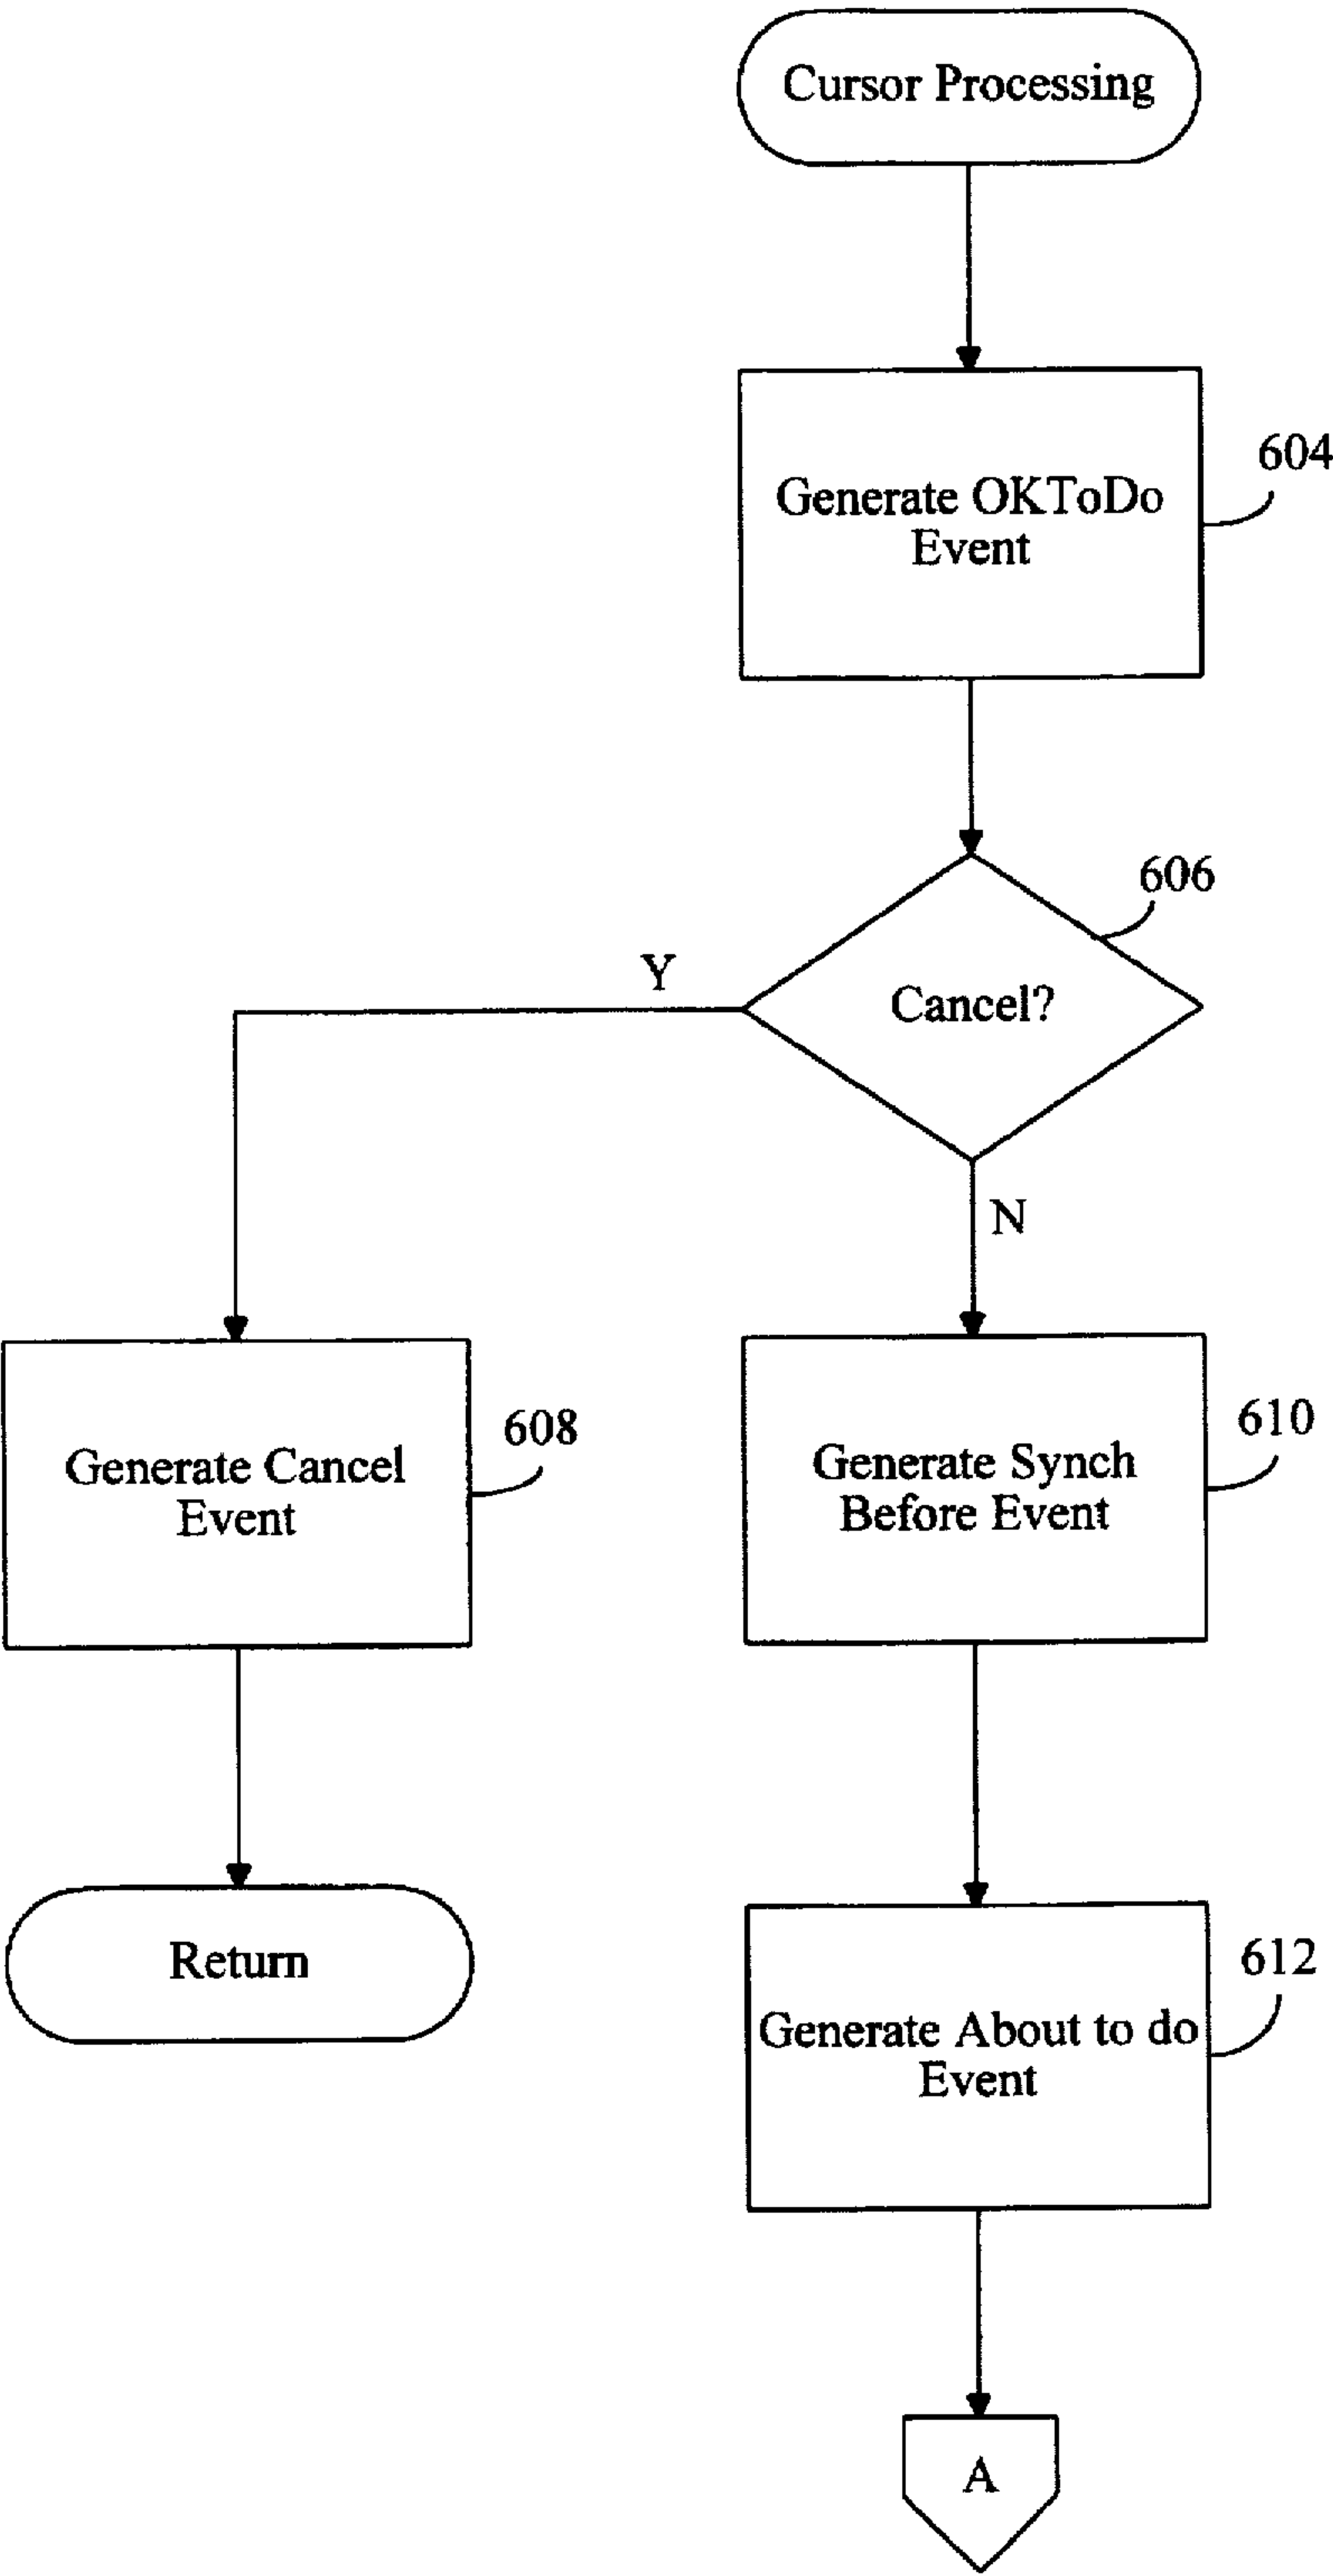 Cursor Processing
604
Generate OKToDo
Event
606
Y
Cancel?
N
608
Generate Cancel
Event
610
Generate Synch
Before Event
Return
612
Generate About to do
Event
A